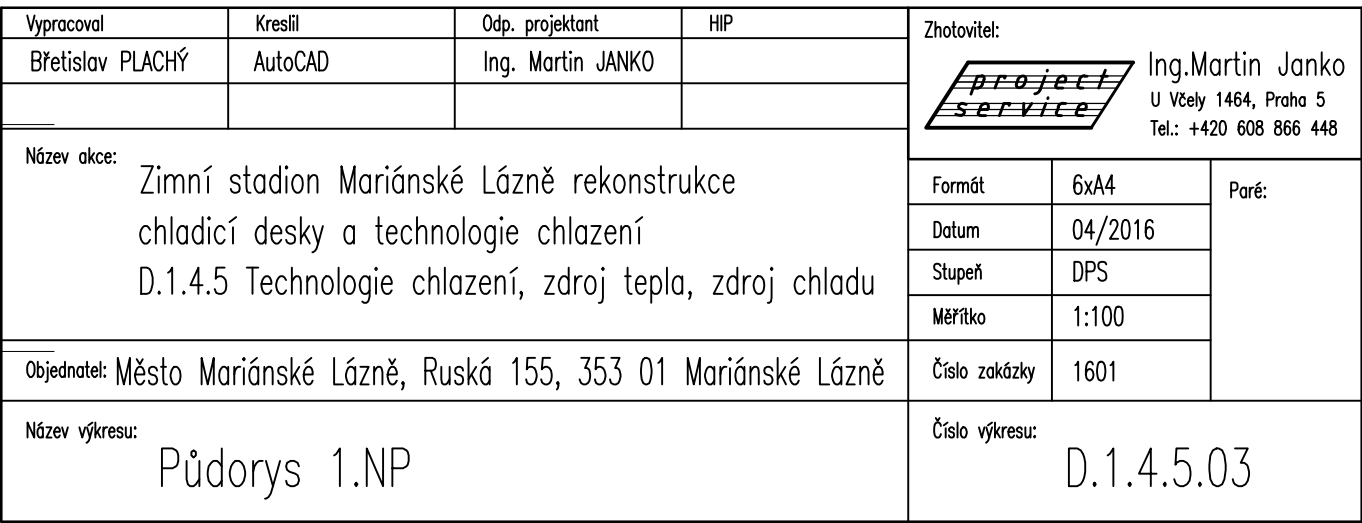 Vypracoval Kreslil Odp. projektant HIP
Břetislav PLACHÝ AutoCAD Ing. Martin JANKO
Zhotovitel:
project
service
Ing.Martin Janko
U Včely 1464, Praha 5
Tel.: +420 608 866 448
Název akce:
Zimní stadion Mariánské Lázně rekonstrukce
chladicí desky a technologie chlazení
D.1.4.5 Technologie chlazení, zdroj tepla, zdroj chladu
Formát 6xA4
Datum 04/2016
Stupeň DPS
Měřítko 1:100
Paré:
Objednatel: Město Mariánské Lázně, Ruská 155, 353 01 Mariánské Lázně
Číslo zakázky 1601
Název výkresu:
Půdorys 1.NP
Číslo výkresu:
D.1.4.5.03